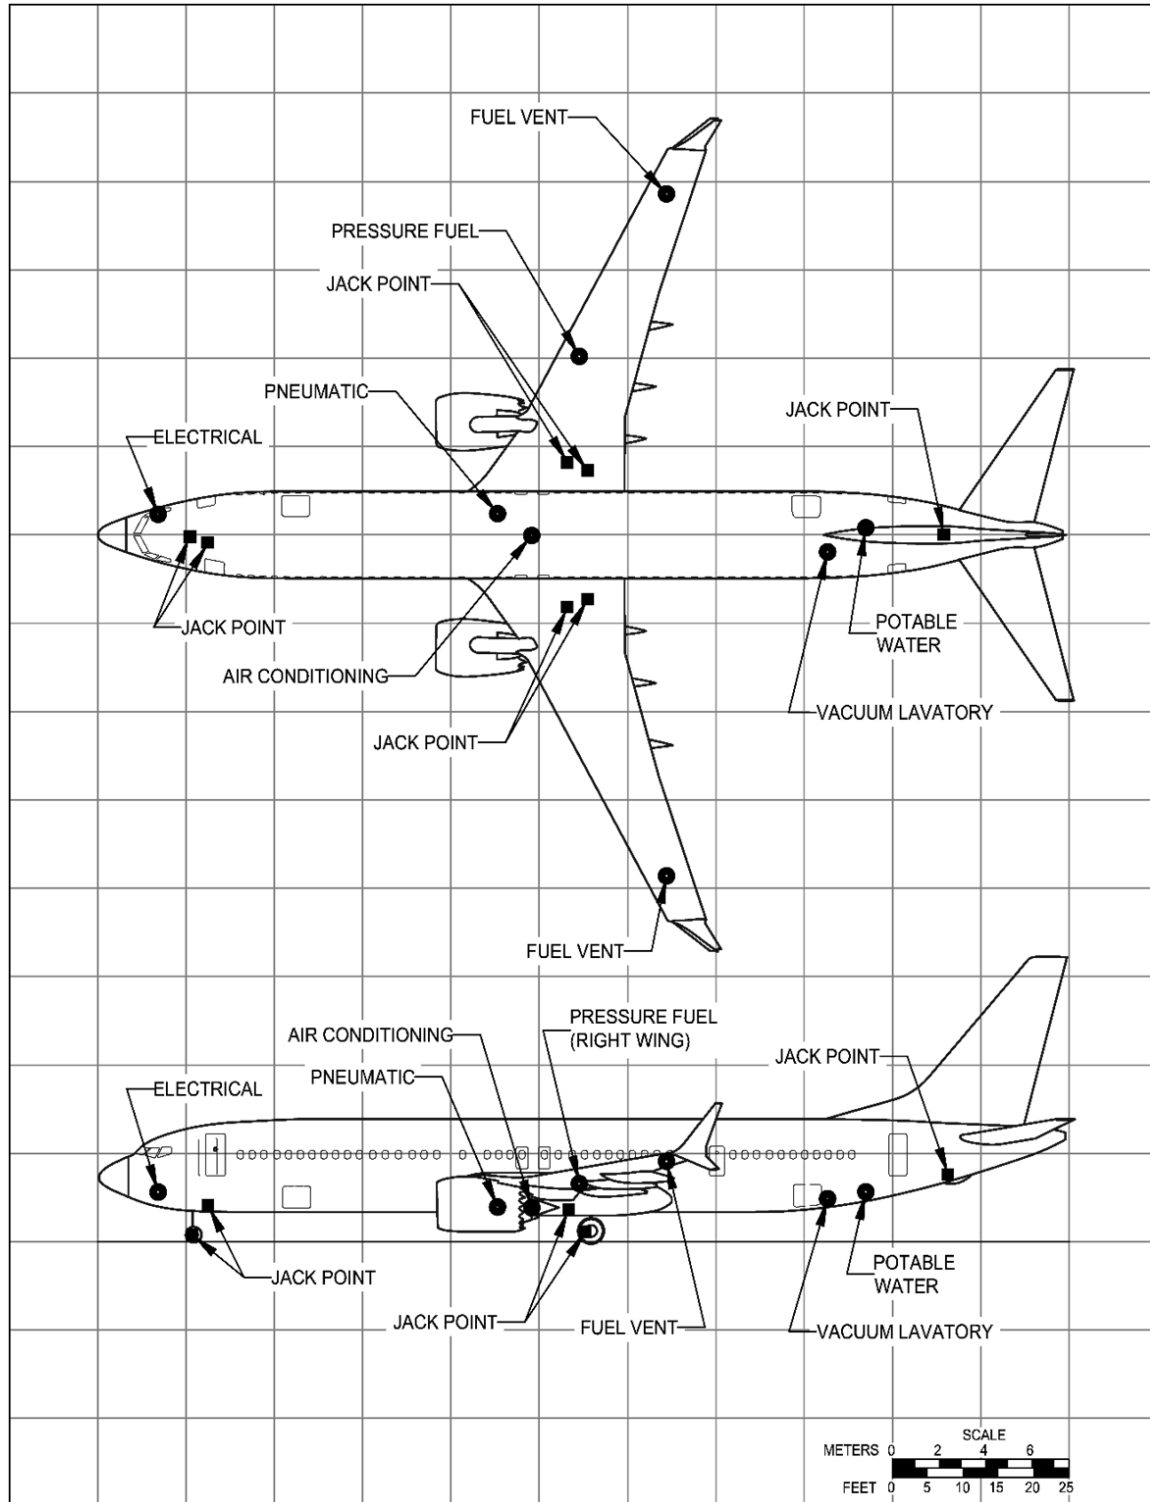 FUEL VENT
PRESSURE FUEL
JACK POINT
PNEUMATIC
JACK POINT
ELECTRICAL
JACK POINT
POTABLE
WATER
AIR CONDITIONING
VACUUM LAVATORY
JACK POINT
FUEL VENT
PRESSURE FUEL
(RIGHT WING)
AIR CONDITIONING
JACK POINT
PNEUMATIC
ELECTRICAL
POTABLE
WATER
JACK POINT
JACK POINT
FUEL VENT
VACUUM LAVATORY
SCALE
METERS 0 2 4 6
FEET 0 5 10 15 20 25